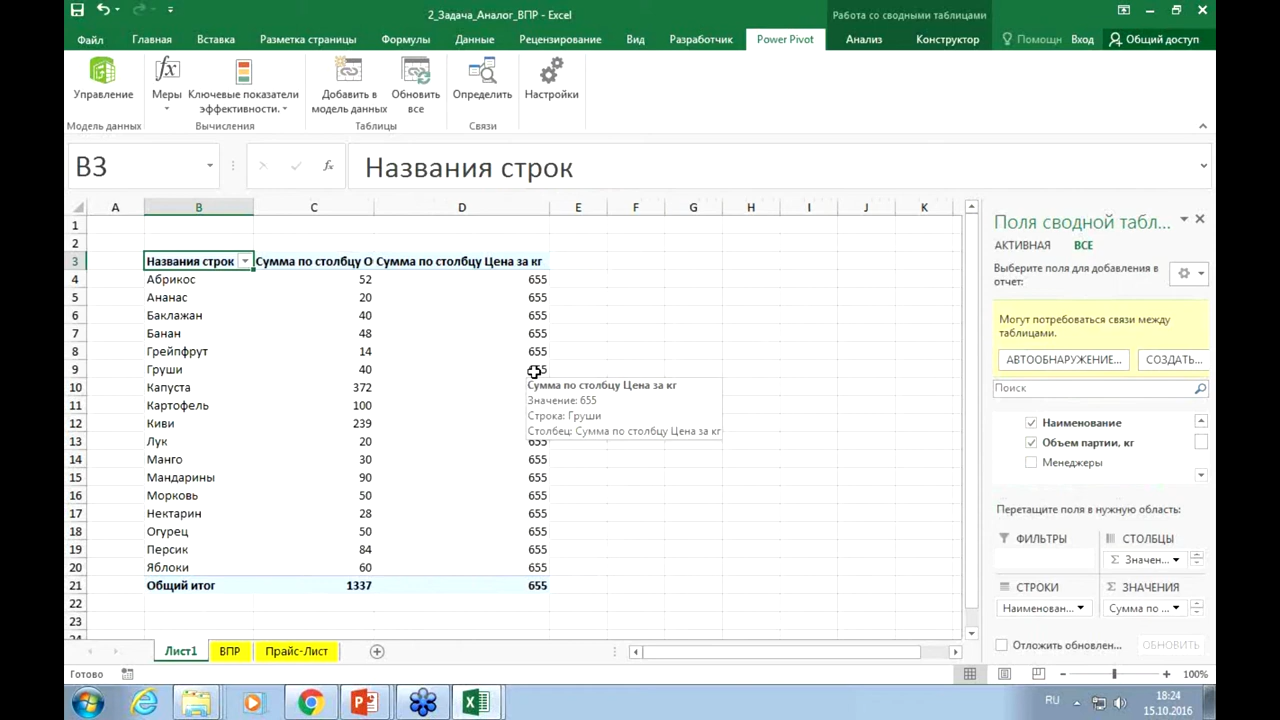 2_Задача_Аналог_ВПР - Excel
Работа со сводными таблицами
Файл Главная Вставка Разметка страницы Формулы Данные Рецензирование Вид Разработчик Power Pivot Анализ Конструктор Помощн Вход Общий доступ
Управление Меры Ключевые показатели эффективности. Добавить в модель данных Обновить все Определить Настройки
Модель данных Вычисления Таблицы Связи
B3 fx Названия строк
A B C D E F G H I J K
1
2
3 Названия строк Сумма по столбцу О Сумма по столбцу Цена за кг
4 Абрикос 52 655
5 Ананас 20 655
6 Баклажан 40 655
7 Банан 48 655
8 Грейпфрут 14 655
9 Груши 40
10 Капуста 372
11 Картофель 100
12 Киви 239
13 Лук 20 655
14 Манго 30 655
15 Мандарины 90 655
16 Морковь 50 655
17 Нектарин 28 655
18 Огурец 50 655
19 Персик 84 655
20 Яблоки 60 655
21 Общий итог 1337 655
22
23
24
Сумма по столбцу Цена за кг
Значение: 655
Строка: Груши
Столбец: Сумма по столбцу Цена за кг
Поля сводной табл...
АКТИВНАЯ ВСЕ
Выберите поля для добавления в
отчет:
Могут потребоваться связи между
таблицами.
АВТООБНАРУЖЕНИЕ... СОЗДАТЬ...
Поиск
Наименование
Объем партии, кг
Менеджеры
Перетащите поля в нужную область:
ФИЛЬТРЫ СТОЛБЦЫ
Σ Значен...
СТРОКИ Σ ЗНАЧЕНИЯ
Наименован... Сумма по ...
Отложить обновлен... ОБНОВИТЬ
Лист1 ВПР Прайс-Лист
Готово 100%
RU 18:24
15.10.2016